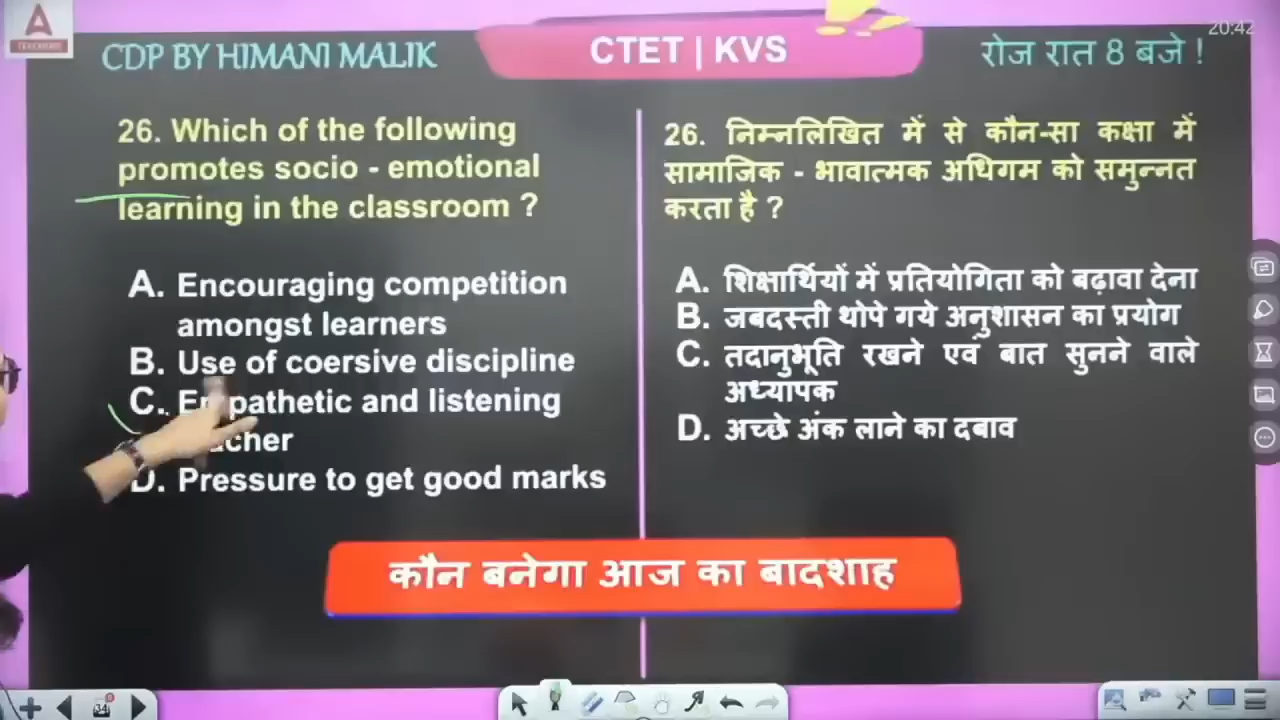 A
TEACHERS
CDP BY HIMANI MALIK
CTET | KVS
रोज रात 8 बजे !
20:42
26. Which of the following
promotes socio - emotional
learning in the classroom ?
A. Encouraging competition
amongst learners
B. Use of coersive discipline
C. pathetic and listening
D. Pressure to get good marks
26. निम्नलिखित में से कौन-सा कक्षा में
सामाजिक - भावात्मक अधिगम को समुन्नत
करता है ?
A. शिक्षार्थियों में प्रतियोगिता को बढ़ावा देना
B. जबदस्ती थोपे गये अनुशासन का प्रयोग
C. तदानुभूति रखने एवं बात सुनने वाले
अध्यापक
D. अच्छे अंक लाने का दबाव
कौन बनेगा आज का बादशाह